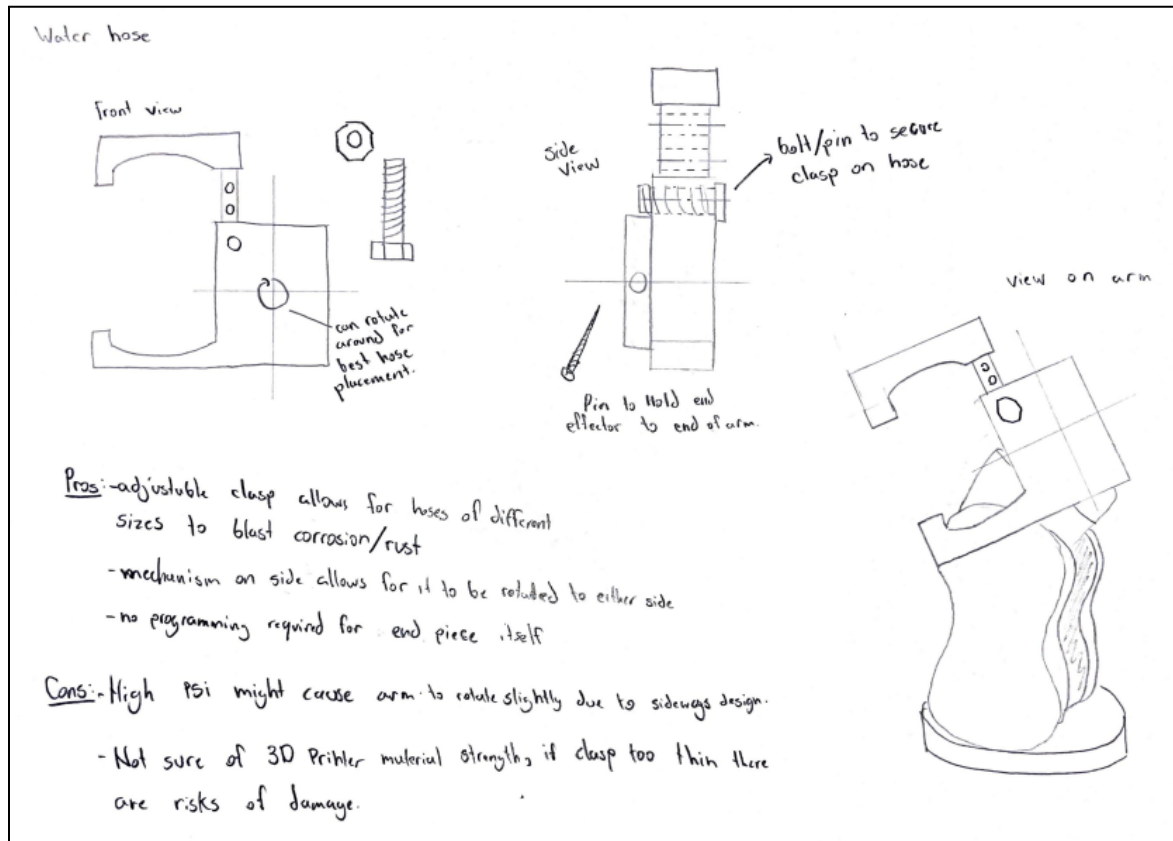 Water hose
front view
can rotate
around for
best hose
placement.
side
view
bolt/pin to secure
clasp on hose
Pin to Hold end
effector to end of arm.
view on arm
Pros:-adjustable clasp allows for hoses of different
sizes to blast corrosion/rust
-mechanism on side allows for it to be rotated to either side
-no programming required for end piece itself
Cons:-High psi might cause arm to rotate slightly due to sideways design.
-Not sure of 3D Printer material strength, if clasp too thin there
are risks of damage.